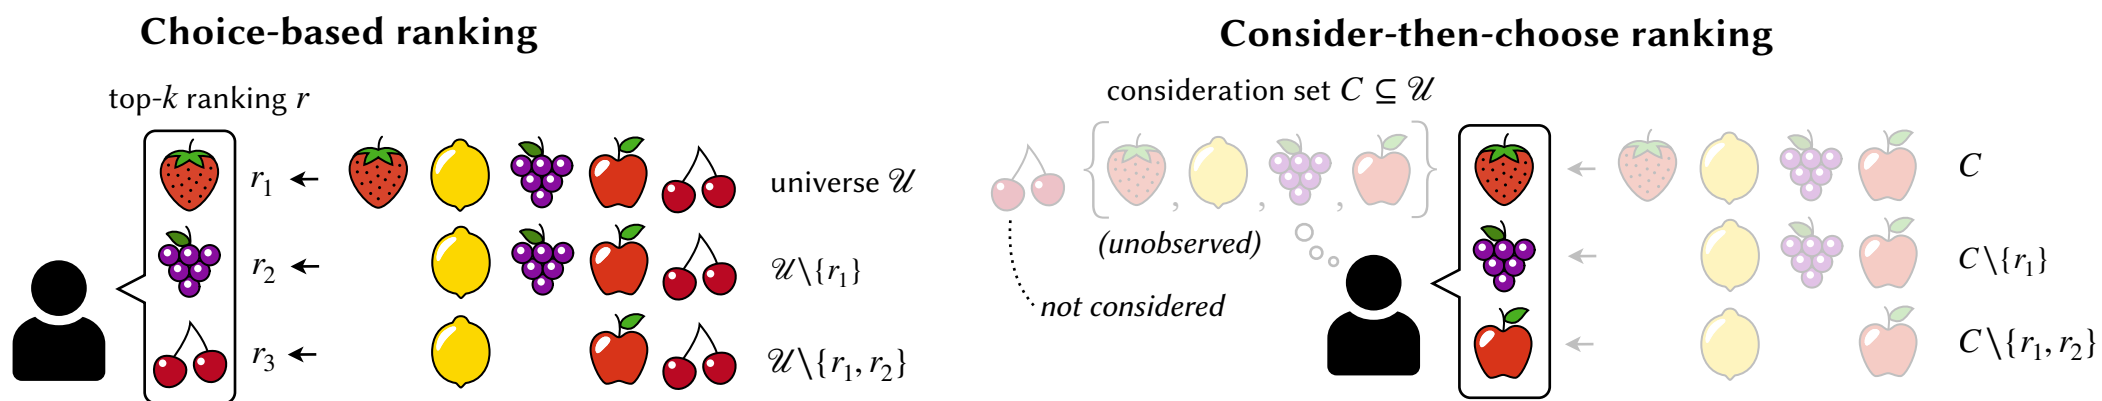 Choice-based ranking
top-k ranking r
r₁ ←
universe 𝒰
r₂ ←
𝒰\{r₁}
r₃ ←
𝒰\{r₁, r₂}
Consider-then-choose ranking
consideration set C ⊆ 𝒰
{ , , , }
(unobserved)
not considered
← C
← C\{r₁}
← C\{r₁, r₂}